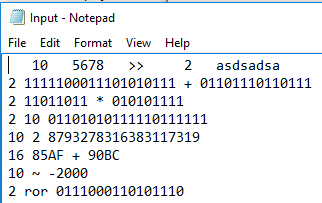 Input - Notepad
File Edit Format View Help
10 5678 >> 2 asdsadsa
2 1111100011101010111 + 01101110110111
2 11011011 * 010101111
2 10 01101010111110111111
10 2 8793278316383117319
16 85AF + 90BC
10 ~ -2000
2 ror 0111000110101110